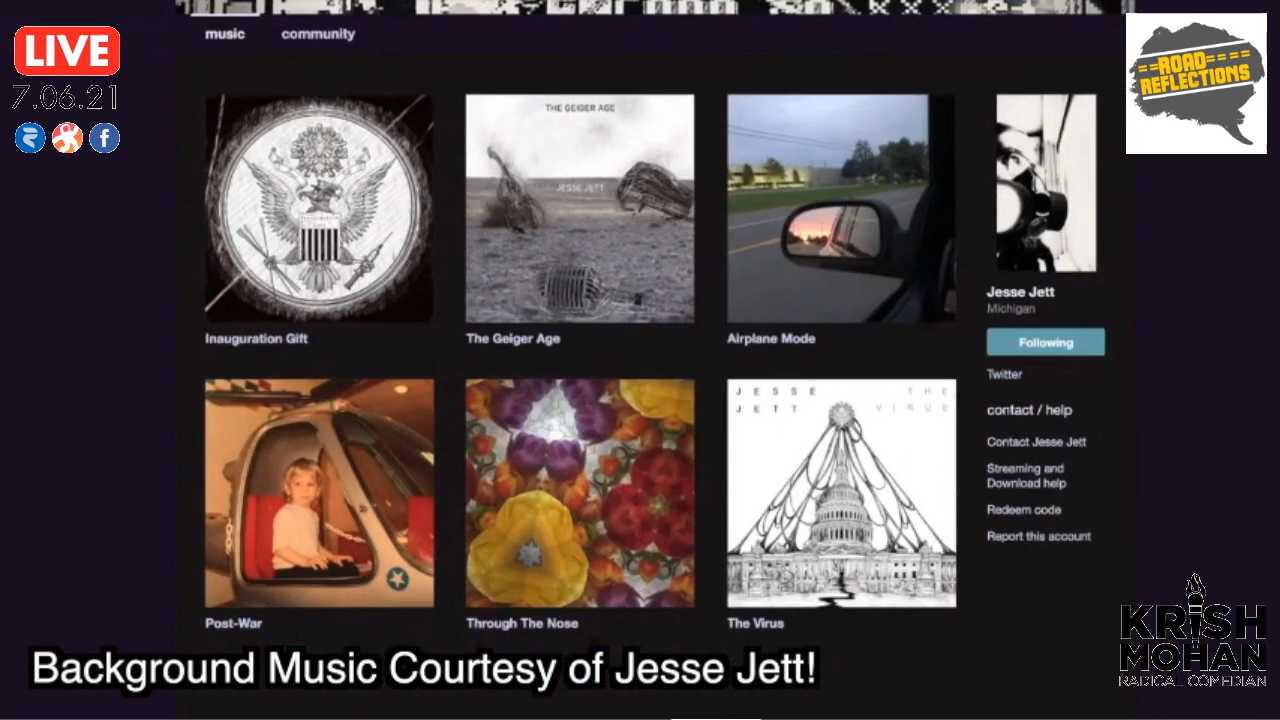 LIVE
7.06.21
music
community
==ROAD====
REFLECTIONS
THE GEIGER AGE
JESSE JETT
Inauguration Gift
The Geiger Age
Airplane Mode
Jesse Jett
Michigan
Following
Twitter
contact / help
Contact Jesse Jett
Streaming and
Download help
Redeem code
Report this account
JESSE THE
JETT VIRUS
Post-War
Through The Nose
The Virus
Background Music Courtesy of Jesse Jett!
KRISH
MOHAN
RADICAL COMEDIAN